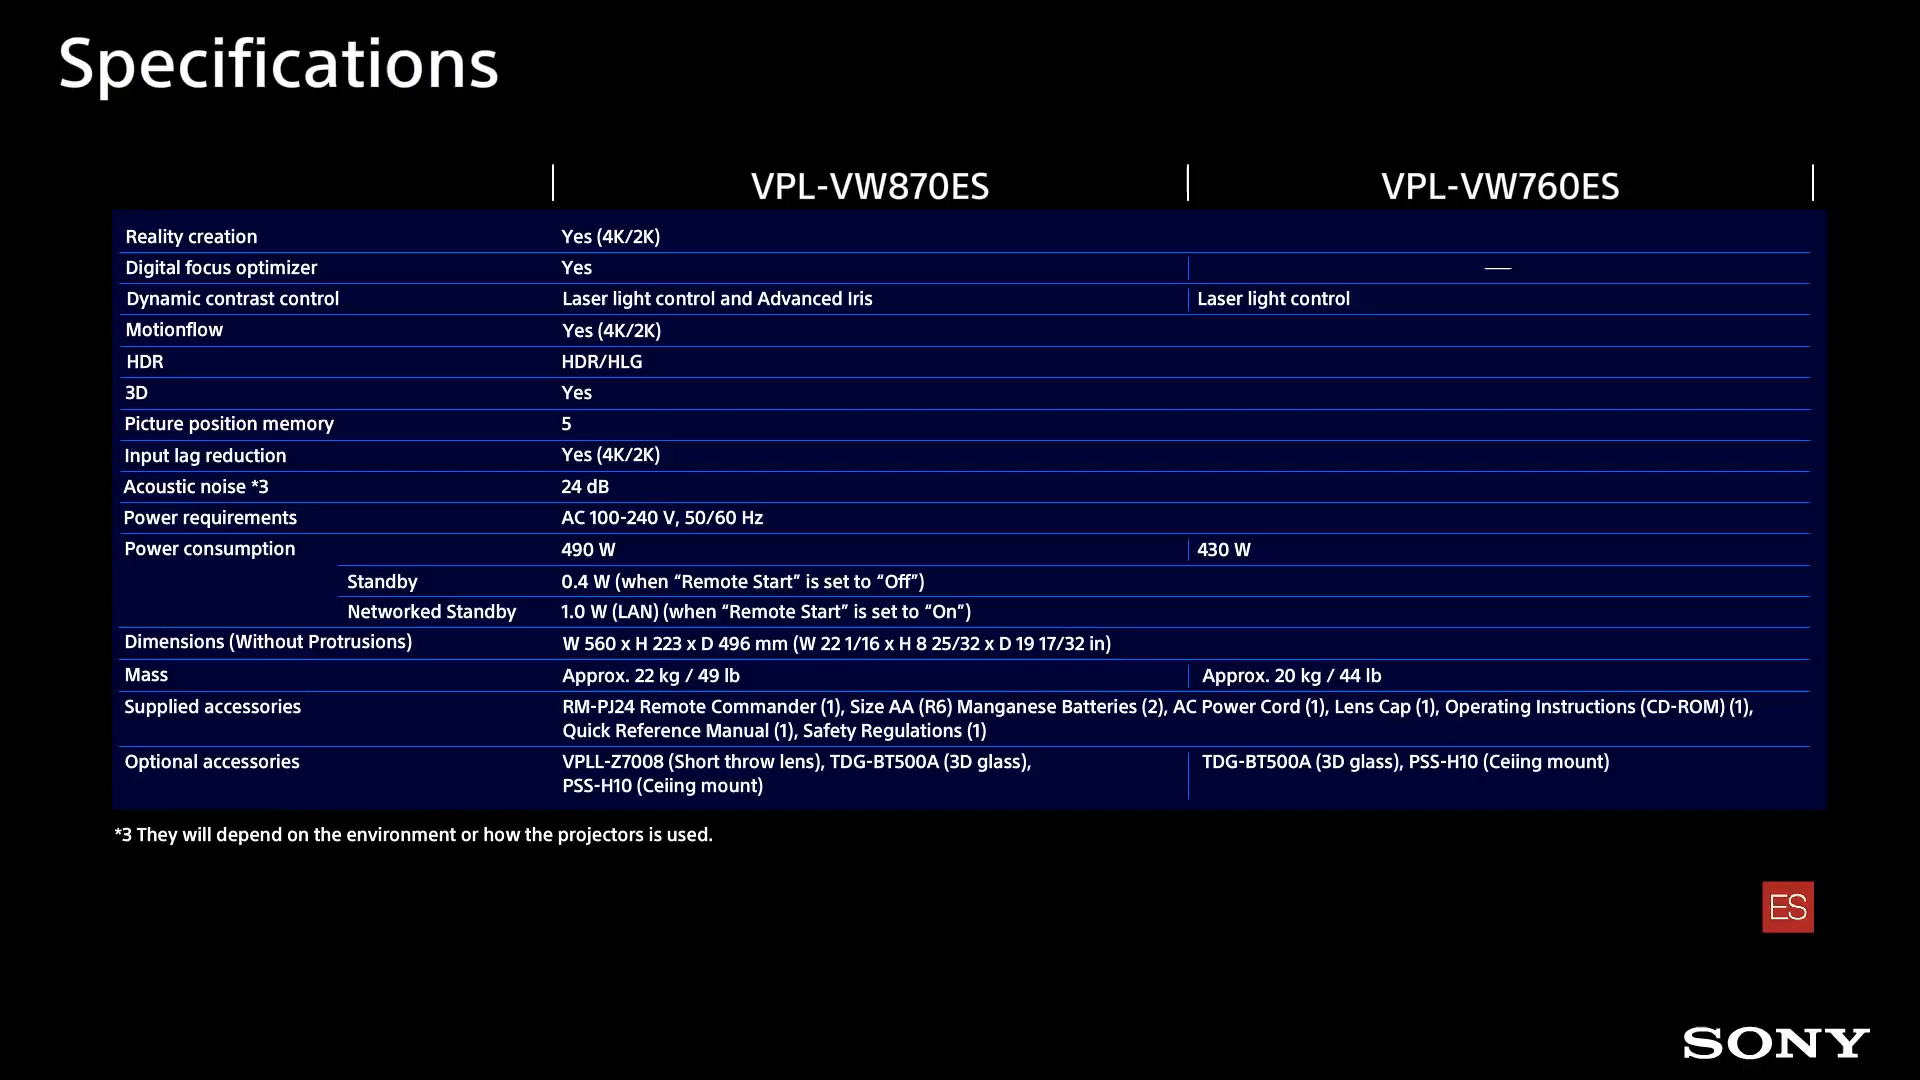 Specifications
VPL-VW870ES VPL-VW760ES
Reality creation Yes (4K/2K)
Digital focus optimizer Yes —
Dynamic contrast control Laser light control and Advanced Iris Laser light control
Motionflow Yes (4K/2K)
HDR HDR/HLG
3D Yes
Picture position memory 5
Input lag reduction Yes (4K/2K)
Acoustic noise *3 24 dB
Power requirements AC 100-240 V, 50/60 Hz
Power consumption 490 W 430 W
Standby 0.4 W (when “Remote Start” is set to “Off”)
Networked Standby 1.0 W (LAN) (when “Remote Start” is set to “On”)
Dimensions (Without Protrusions) W 560 x H 223 x D 496 mm (W 22 1/16 x H 8 25/32 x D 19 17/32 in)
Mass Approx. 22 kg / 49 lb Approx. 20 kg / 44 lb
Supplied accessories RM-PJ24 Remote Commander (1), Size AA (R6) Manganese Batteries (2), AC Power Cord (1), Lens Cap (1), Operating Instructions (CD-ROM) (1),
Quick Reference Manual (1), Safety Regulations (1)
Optional accessories VPLL-Z7008 (Short throw lens), TDG-BT500A (3D glass), TDG-BT500A (3D glass), PSS-H10 (Ceiing mount)
PSS-H10 (Ceiing mount)
*3 They will depend on the environment or how the projectors is used.
ES
SONY